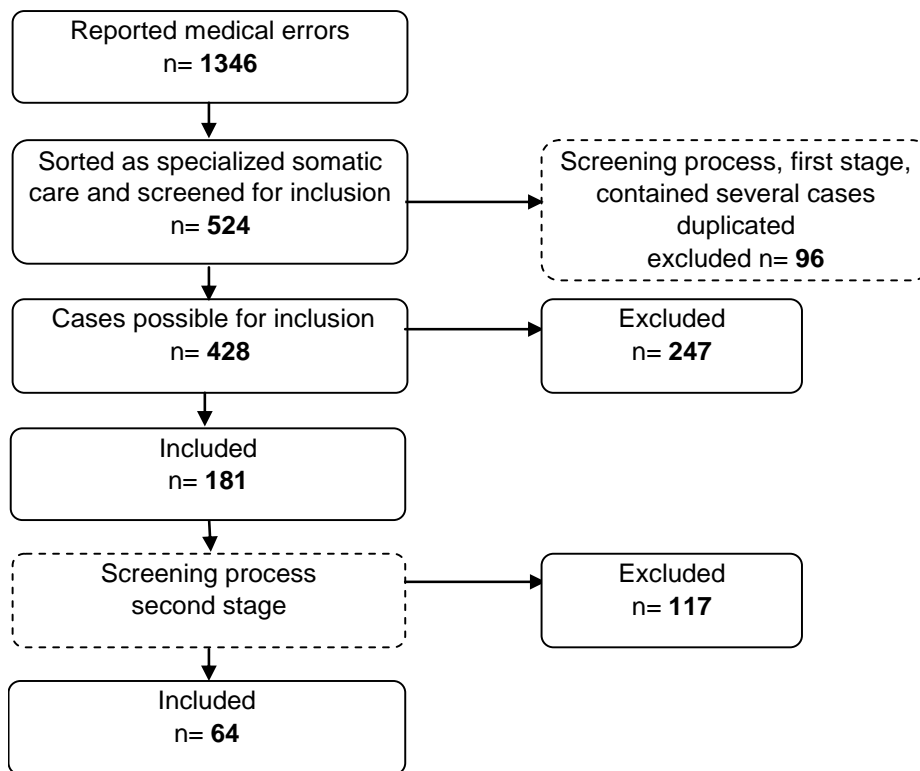 Reported medical errors
n= 1346
Sorted as specialized somatic
care and screened for inclusion
n= 524
Screening process, first stage,
contained several cases
duplicated
excluded n= 96
Cases possible for inclusion
n= 428
Excluded
n= 247
Included
n= 181
Screening process
second stage
Excluded
n= 117
Included
n= 64